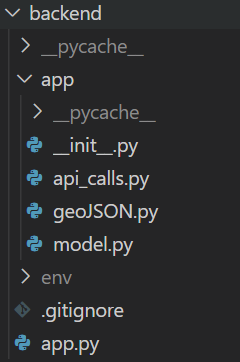 backend
__pycache__
app
__pycache__
__init__.py
api_calls.py
geoJSON.py
model.py
env
.gitignore
app.py